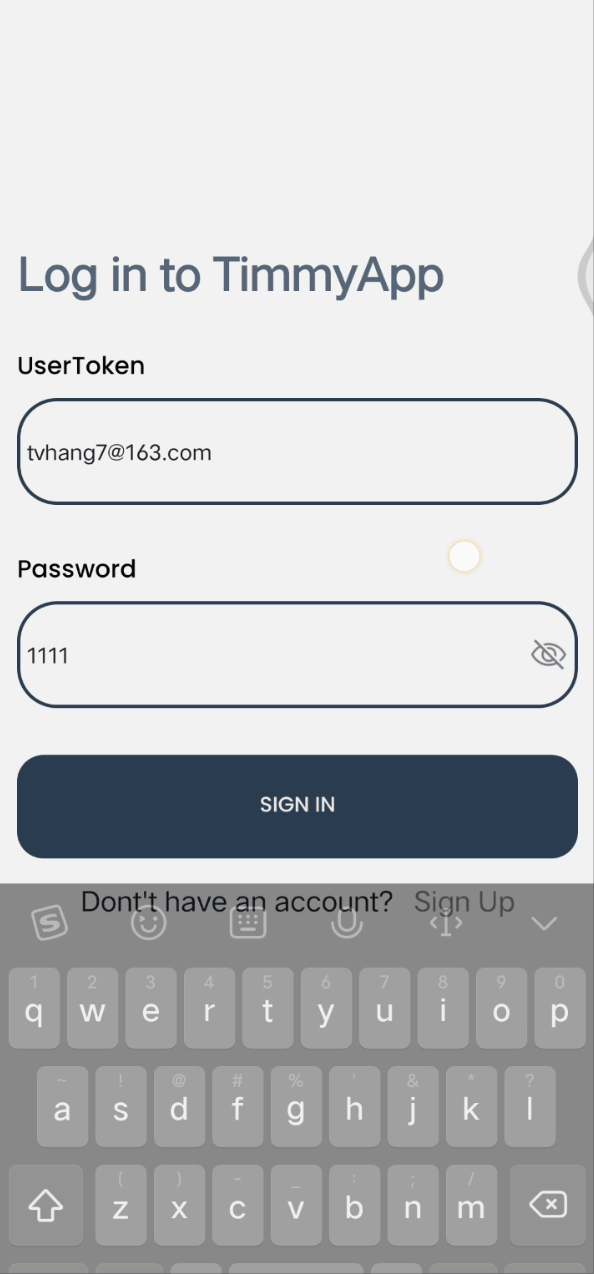 Log in to TimmyApp
UserToken
tvhang7@163.com
Password
1111
SIGN IN
Dont't have an account? Sign Up
1 2 3 4 5 6 7 8 9 0
q w e r t y u i o p
~ ! @ # % ' & * ?
a s d f g h j k l
( ) - _ : ; /
z x c v b n m